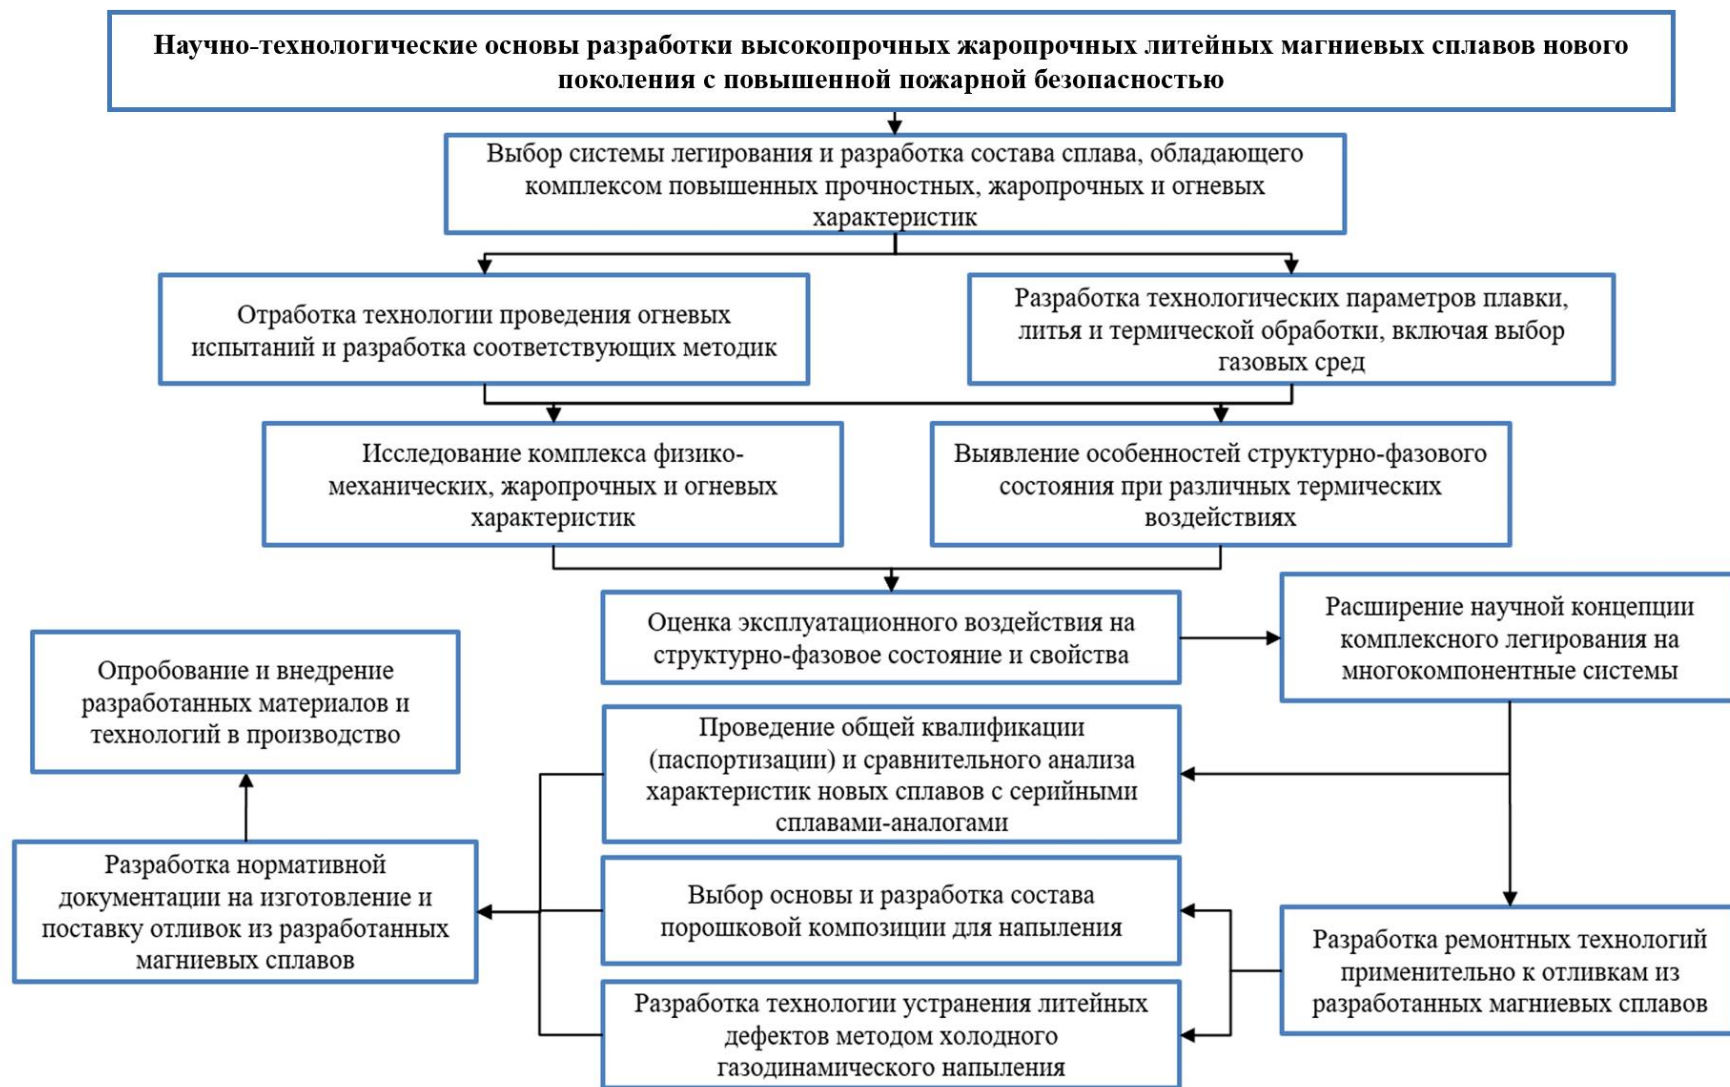 Научно-технологические основы разработки высокопрочных жаропрочных литейных магниевых сплавов нового
поколения с повышенной пожарной безопасностью
Выбор системы легирования и разработка состава сплава, обладающего
комплексом повышенных прочностных, жаропрочных и огневых
характеристик
Отработка технологии проведения огневых
испытаний и разработка соответствующих методик
Разработка технологических параметров плавки,
литья и термической обработки, включая выбор
газовых сред
Исследование комплекса физико-
механических, жаропрочных и огневых
характеристик
Выявление особенностей структурно-фазового
состояния при различных термических
воздействиях
Оценка эксплуатационного воздействия на
структурно-фазовое состояние и свойства
Расширение научной концепции
комплексного легирования на
многокомпонентные системы
Опробование и внедрение
разработанных материалов и
технологий в производство
Проведение общей квалификации
(паспортизации) и сравнительного анализа
характеристик новых сплавов с серийными
сплавами-аналогами
Разработка нормативной
документации на изготовление и
поставку отливок из разработанных
магниевых сплавов
Выбор основы и разработка состава
порошковой композиции для напыления
Разработка ремонтных технологий
применительно к отливкам из
разработанных магниевых сплавов
Разработка технологии устранения литейных
дефектов методом холодного
газодинамического напыления